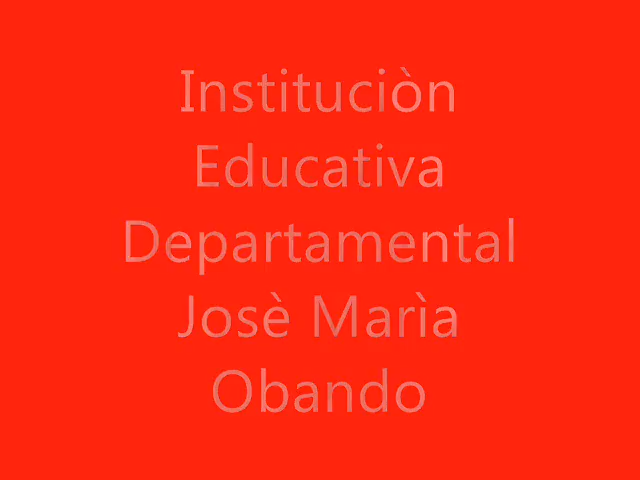 Instituciòn
Educativa
Departamental
Josè Marìa
Obando